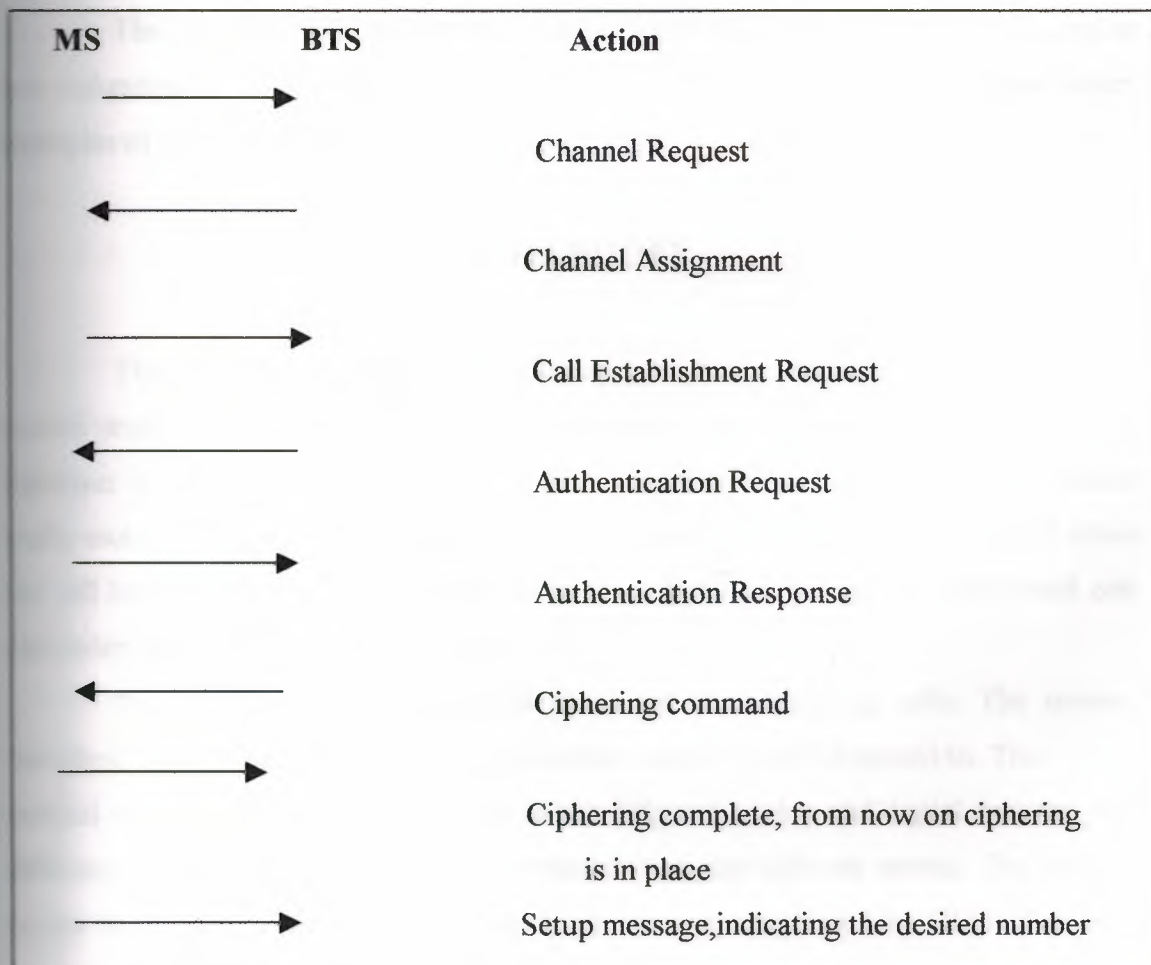 MS BTS Action
Channel Request
Channel Assignment
Call Establishment Request
Authentication Request
Authentication Response
Ciphering command
Ciphering complete, from now on ciphering
is in place
Setup message,indicating the desired number